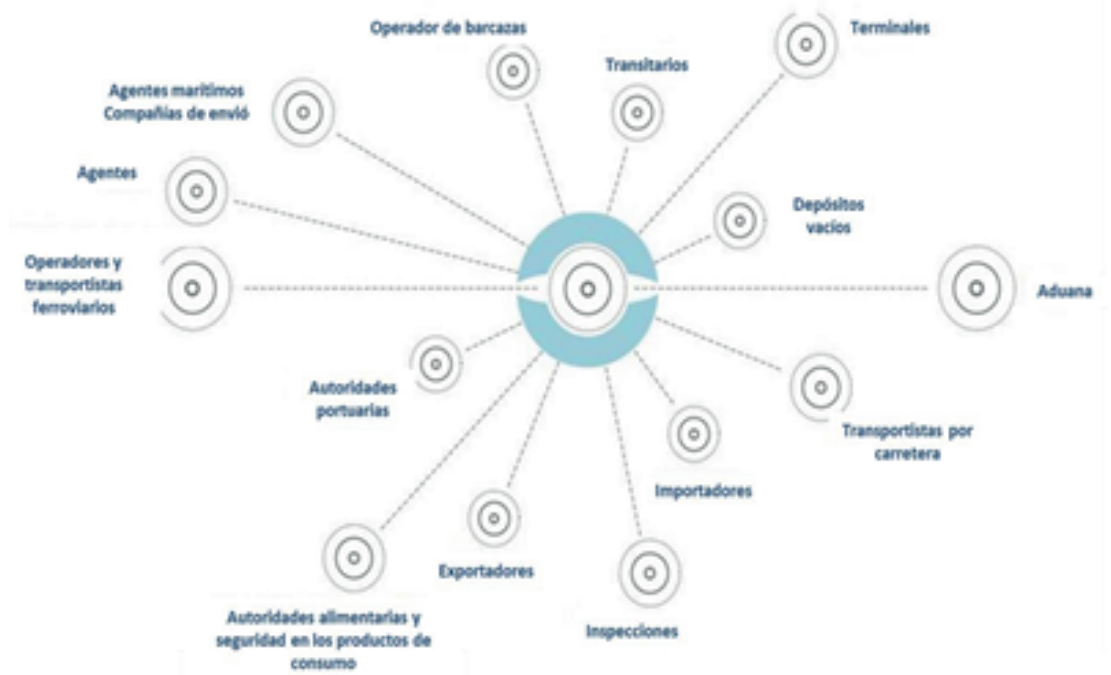 Operador de barcazas
Terminales
Transitarios
Agentes marítimos
Compañías de envió
Agentes
Depósitos
vacíos
Operadores y
transportistas
ferroviarios
Aduana
Autoridades
portuarias
Transportistas por
carretera
Importadores
Exportadores
Autoridades alimentarias y
seguridad en los productos de
consumo
Inspecciones